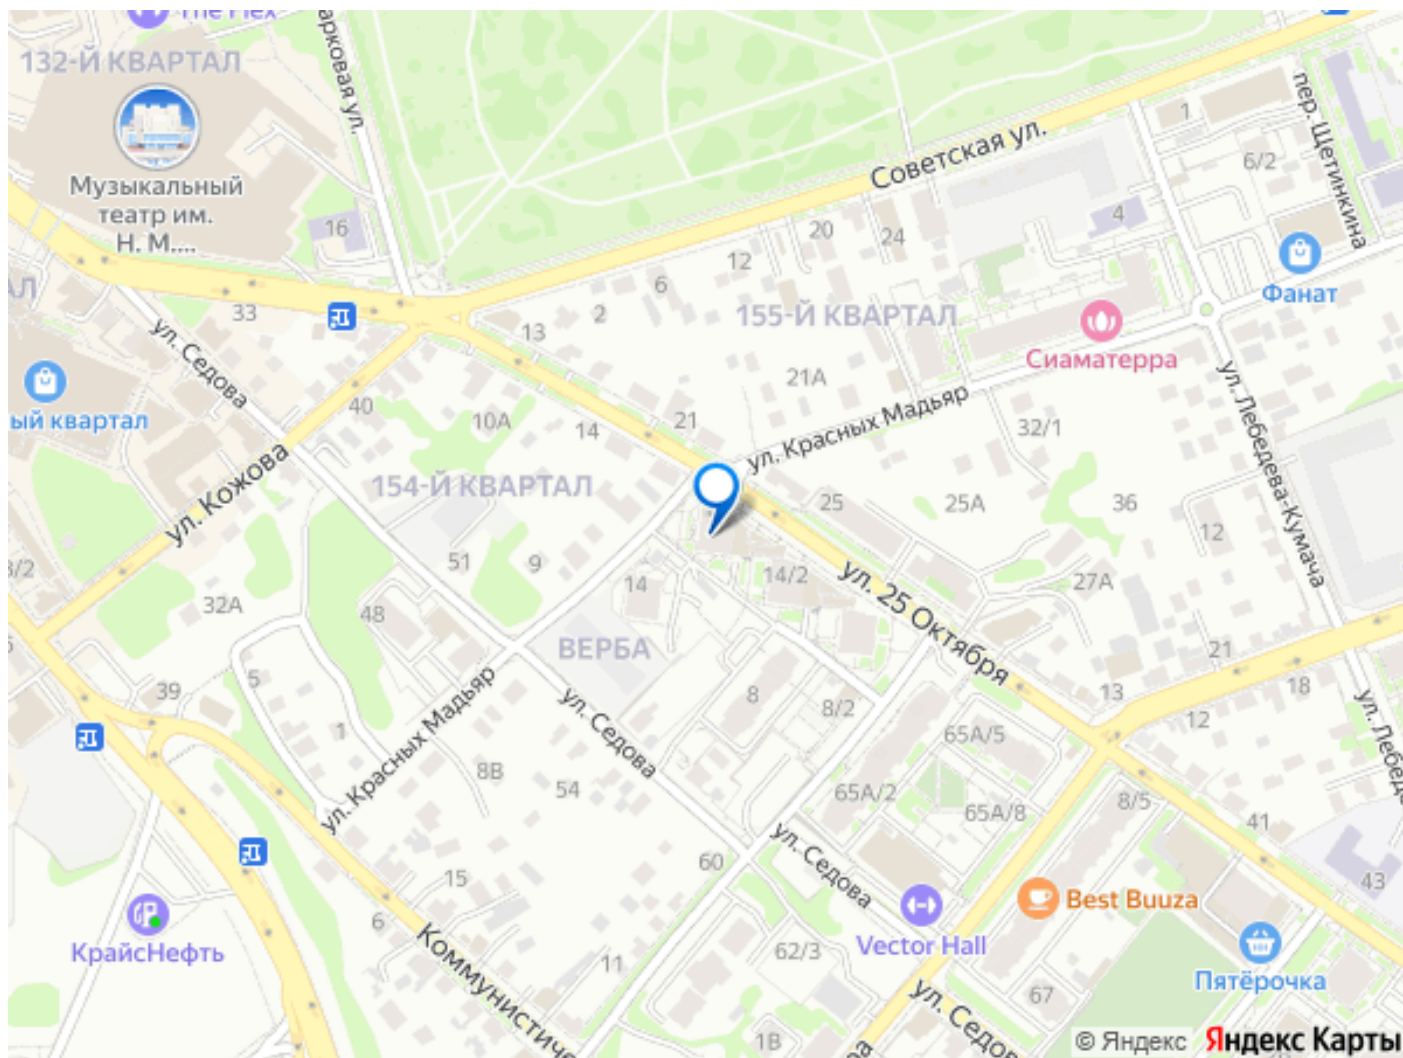 The Flex
132-Й КВАРТАЛ
Музыкальный
театр им.
Н. М....
16
Советская ул.
1
пер. Щетинкина
6/2
4
20
24
12
6
2
13
33
155-Й КВАРТАЛ
Фанат
Сиаматерра
ул. Седова
ый квартал
40
10А
14
21
21А
ул. Красных Мадьяр
32/1
ул. Лебедева-Кумача
ул. Кожова
154-Й КВАРТАЛ
25
25А
36
12
51
9
14
14/2
ул. 25 Октября
27А
3/2
32А
48
ВЕРБА
21
5
39
1
ул. Красных Мадьяр
ул. Седова
8
8/2
13
12
18
65А/5
8В
54
65А/2
65А/8
8/5
41
43
60
ул. Седова
15
6
Best Buuza
Vector Hall
КрайсНефть
62/3
11
67
Пятёрочка
1В
ул. Седо
© Яндекс
Яндекс Карты